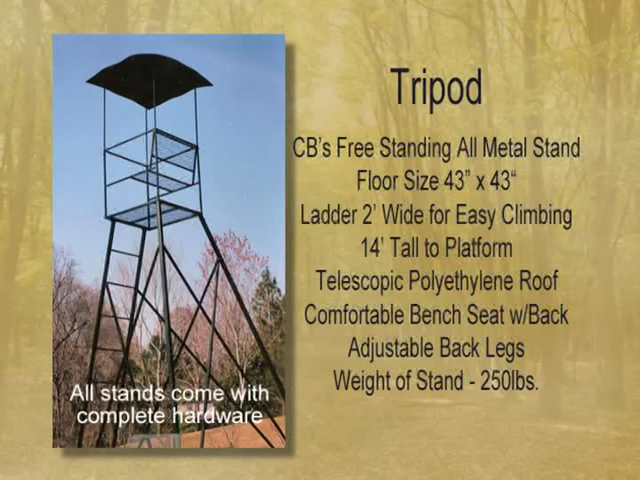 Tripod
CB's Free Standing All Metal Stand
Floor Size 43” x 43“
Ladder 2’ Wide for Easy Climbing
14’ Tall to Platform
Telescopic Polyethylene Roof
Comfortable Bench Seat w/Back
Adjustable Back Legs
Weight of Stand - 250lbs.
All stands come with
complete hardware